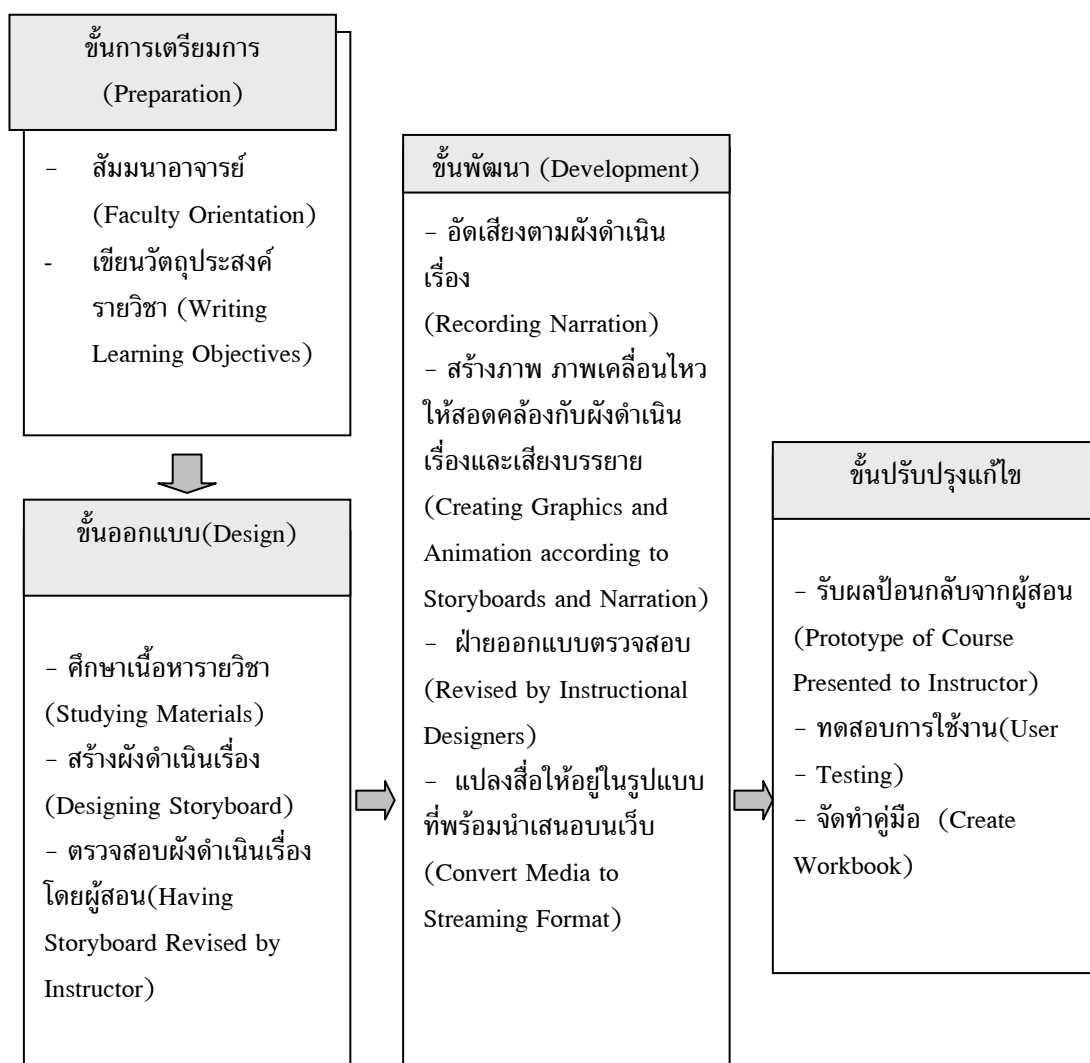 ขั้นการเตรียมการ
(Preparation)
– สัมมนาอาจารย์
(Faculty Orientation)
- เขียนวัตถุประสงค์
รายวิชา (Writing
Learning Objectives)
ขั้นออกแบบ(Design)
– ศึกษาเนื้อหารายวิชา
(Studying Materials)
– สร้างผังดำเนินเรื่อง
(Designing Storyboard)
– ตรวจสอบผังดำเนินเรื่อง
โดยผู้สอน(Having
Storyboard Revised by
Instructor)
ขั้นพัฒนา (Development)
– อัดเสียงตามผังดำเนิน
เรื่อง
(Recording Narration)
– สร้างภาพ ภาพเคลื่อนไหว
ให้สอดคล้องกับผังดำเนิน
เรื่องและเสียงบรรยาย
(Creating Graphics and
Animation according to
Storyboards and Narration)
– ฝ่ายออกแบบตรวจสอบ
(Revised by Instructional
Designers)
– แปลงสื่อให้อยู่ในรูปแบบ
ที่พร้อมนำเสนอบนเว็บ
(Convert Media to
Streaming Format)
ขั้นปรับปรุงแก้ไข
– รับผลป้อนกลับจากผู้สอน
(Prototype of Course
Presented to Instructor)
– ทดสอบการใช้งาน(User
– Testing)
– จัดทำคู่มือ (Create
Workbook)